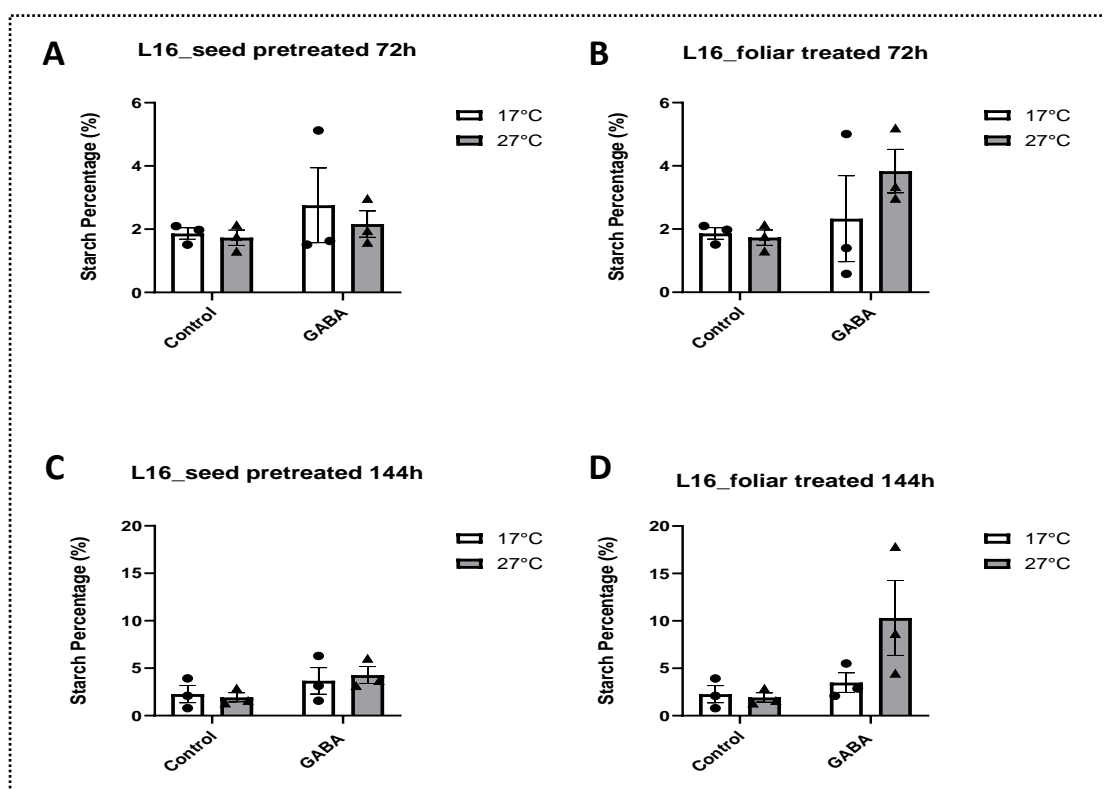 A
L16_seed pretreated 72h
Starch Percentage (%)
6
4
2
0
Control
GABA
17°C
27°C
B
L16_foliar treated 72h
Starch Percentage (%)
6
4
2
0
Control
GABA
17°C
27°C
C
L16_seed pretreated 144h
Starch Percentage (%)
20
15
10
5
0
Control
GABA
17°C
27°C
D
L16_foliar treated 144h
Starch Percentage (%)
20
15
10
5
0
Control
GABA
17°C
27°C